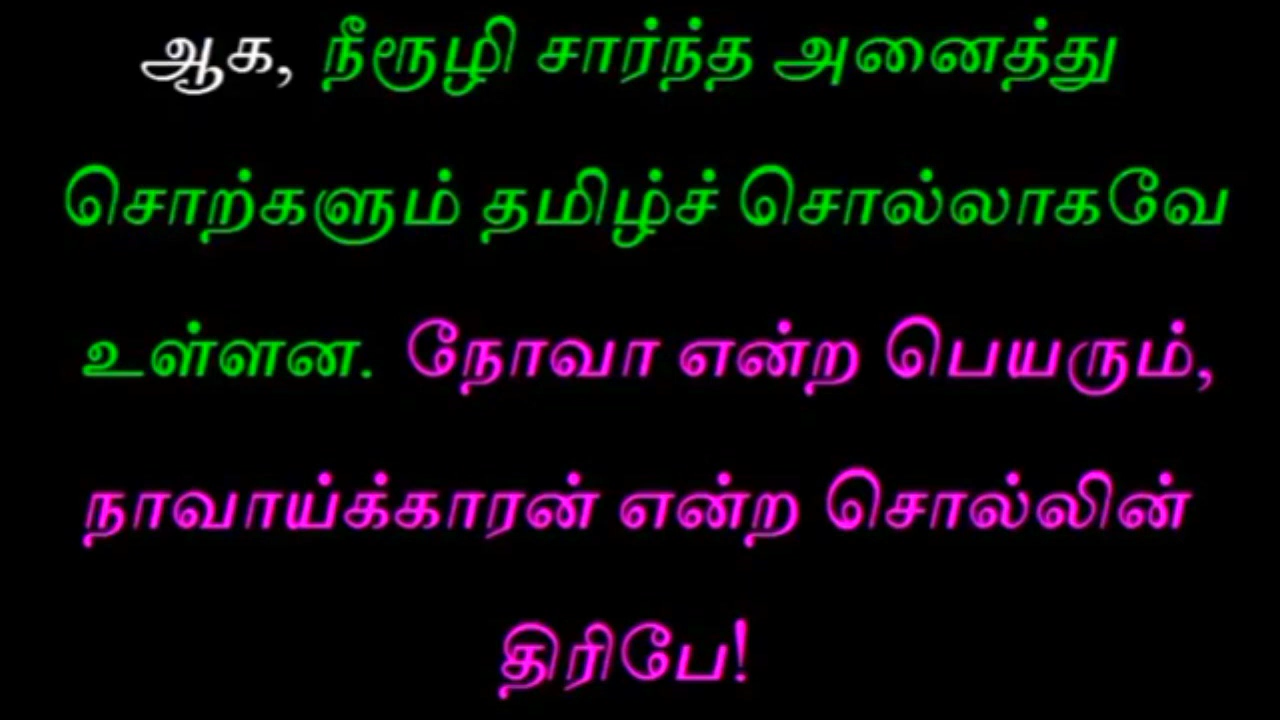 ஆக, நீரூழி சார்ந்த அனைத்து
சொற்களும் தமிழ்ச் சொல்லாகவே
உள்ளன. நோவா என்ற பெயரும்,
நாவாய்க்காரன் என்ற சொல்லின்
திரிபே!